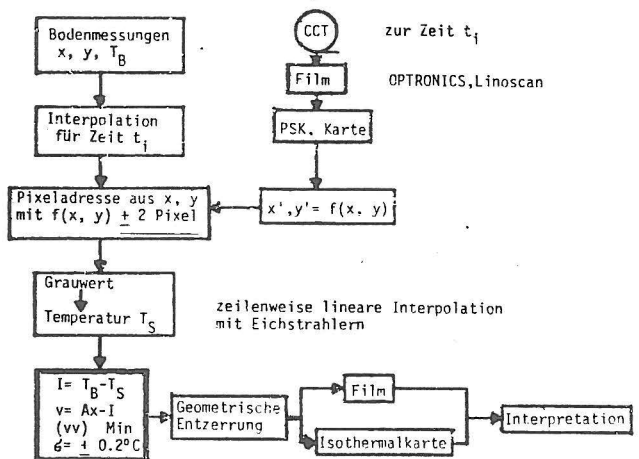 Bodenmessungen
x, y, T_B
Interpolation
für Zeit t_i
Pixeladresse aus x, y
mit f(x, y) ± 2 Pixel
Grauwert
Temperatur T_S
I= T_B-T_S
v= Ax-I
(vv) Min
σ= ± 0.2°C
CCT
zur Zeit t_i
Film
OPTRONICS,Linoscan
PSK. Karte
x',y'= f(x, y)
zeilenweise lineare Interpolation
mit Eichstrahlern
Geometrische
Entzerrung
Film
Isothermalkarte
Interpretation